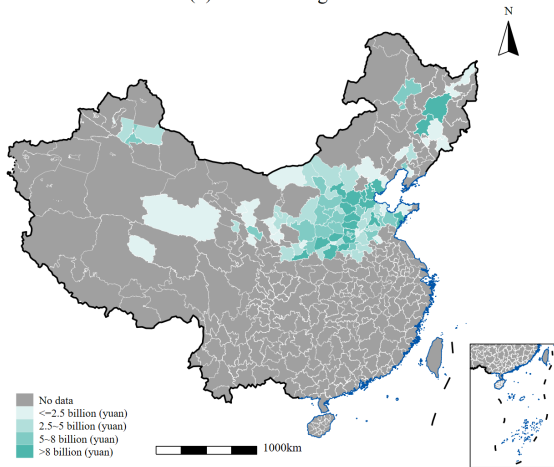 N
No data
<=2.5 billion (yuan)
2.5~5 billion (yuan)
5~8 billion (yuan)
>8 billion (yuan)
1000km